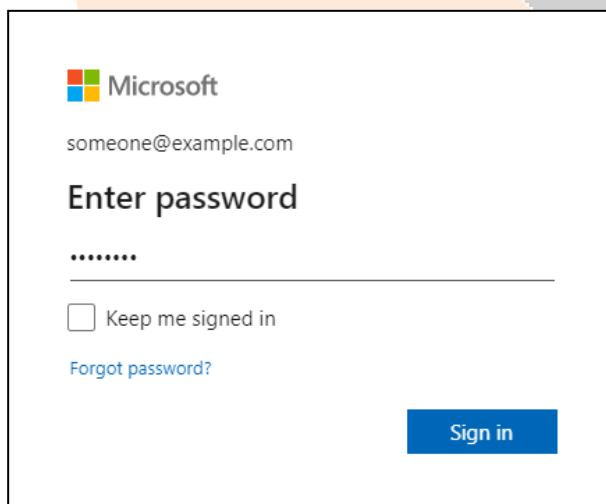 Microsoft
someone@example.com
Enter password
••••••••
Keep me signed in
Forgot password?
Sign in